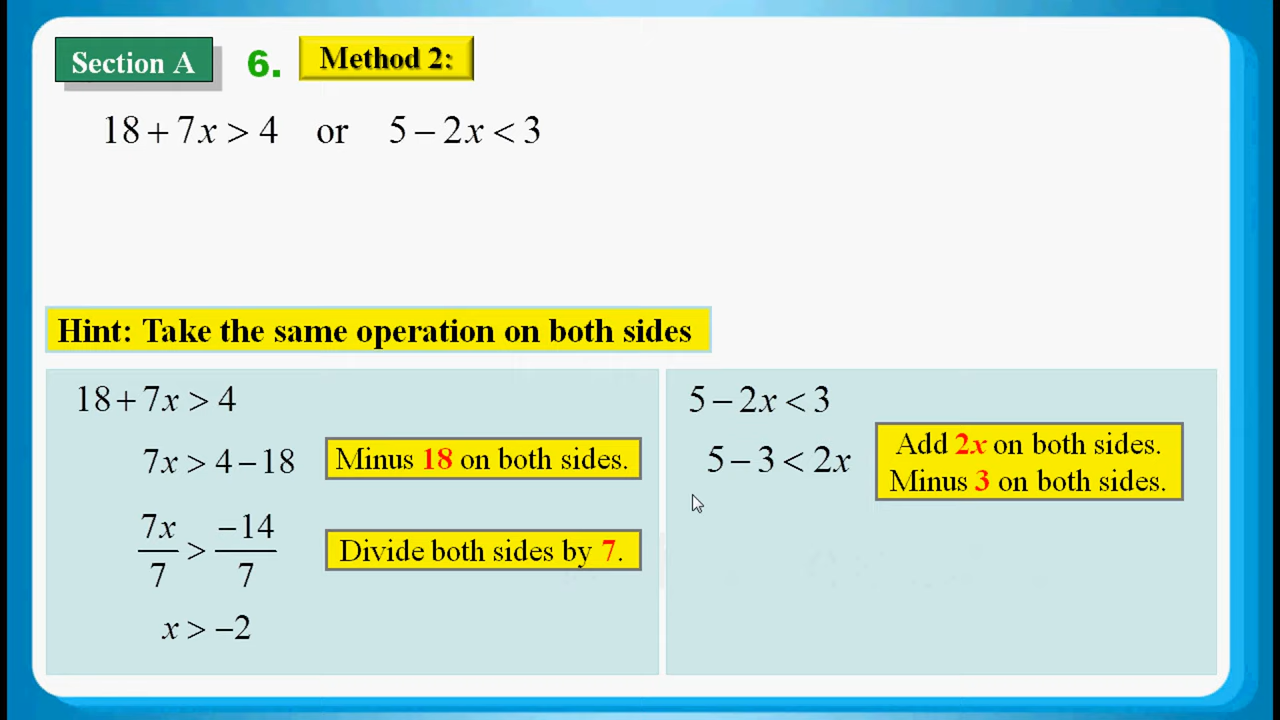 Section A 6. Method 2:
18 + 7x > 4 or 5 − 2x < 3
Hint: Take the same operation on both sides
18 + 7x > 4
7x > 4 − 18 Minus 18 on both sides.
7x/7 > −14/7 Divide both sides by 7.
x > −2
5 − 2x < 3
5 − 3 < 2x
Add 2x on both sides.
Minus 3 on both sides.